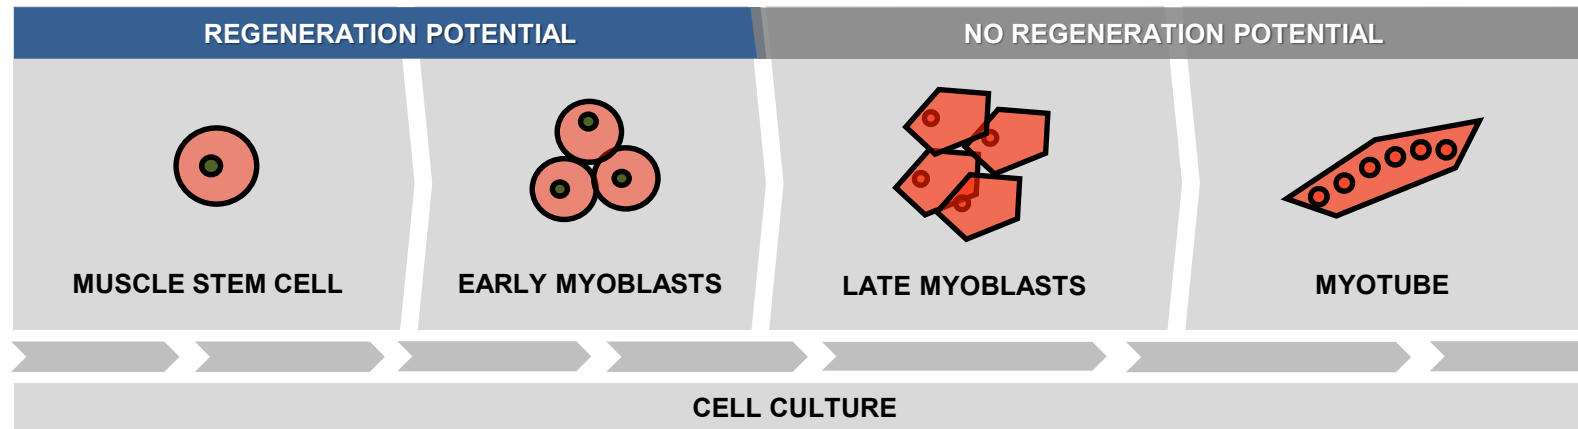 REGENERATION POTENTIAL
NO REGENERATION POTENTIAL
MUSCLE STEM CELL
EARLY MYOBLASTS
LATE MYOBLASTS
MYOTUBE
CELL CULTURE